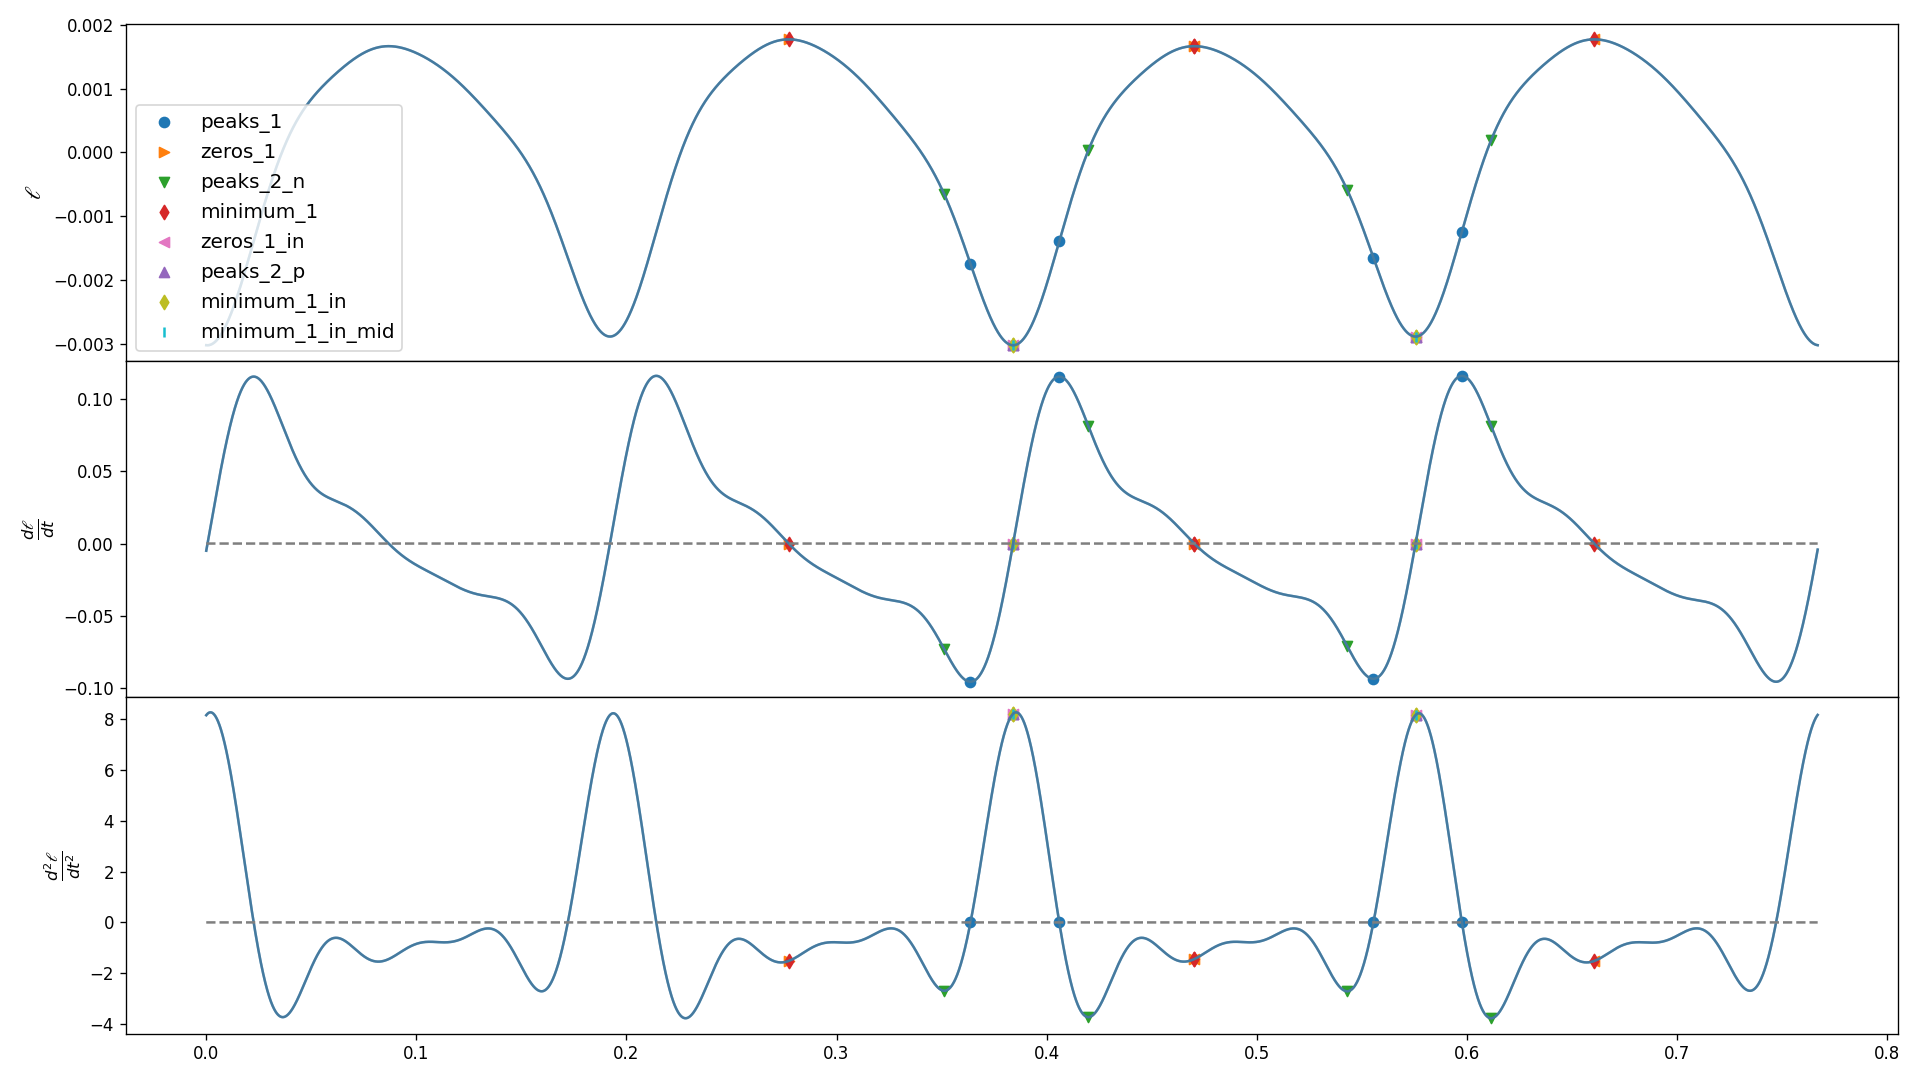 0.002
0.001
0.000
−0.001
−0.002
−0.003
ℓ
peaks_1
zeros_1
peaks_2_n
minimum_1
zeros_1_in
peaks_2_p
minimum_1_in
minimum_1_in_mid
0.10
0.05
0.00
−0.05
−0.10
dℓ
dt
8
6
4
2
0
−2
−4
d²ℓ
dt²
0.0 0.1 0.2 0.3 0.4 0.5 0.6 0.7 0.8